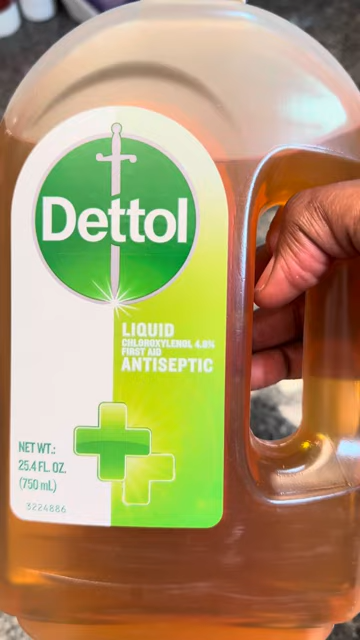 Dettol
LIQUID
CHLOROXYLENOL 4.8%
FIRST AID
ANTISEPTIC
NET WT.:
25.4 FL. OZ.
(750 mL)
3224886